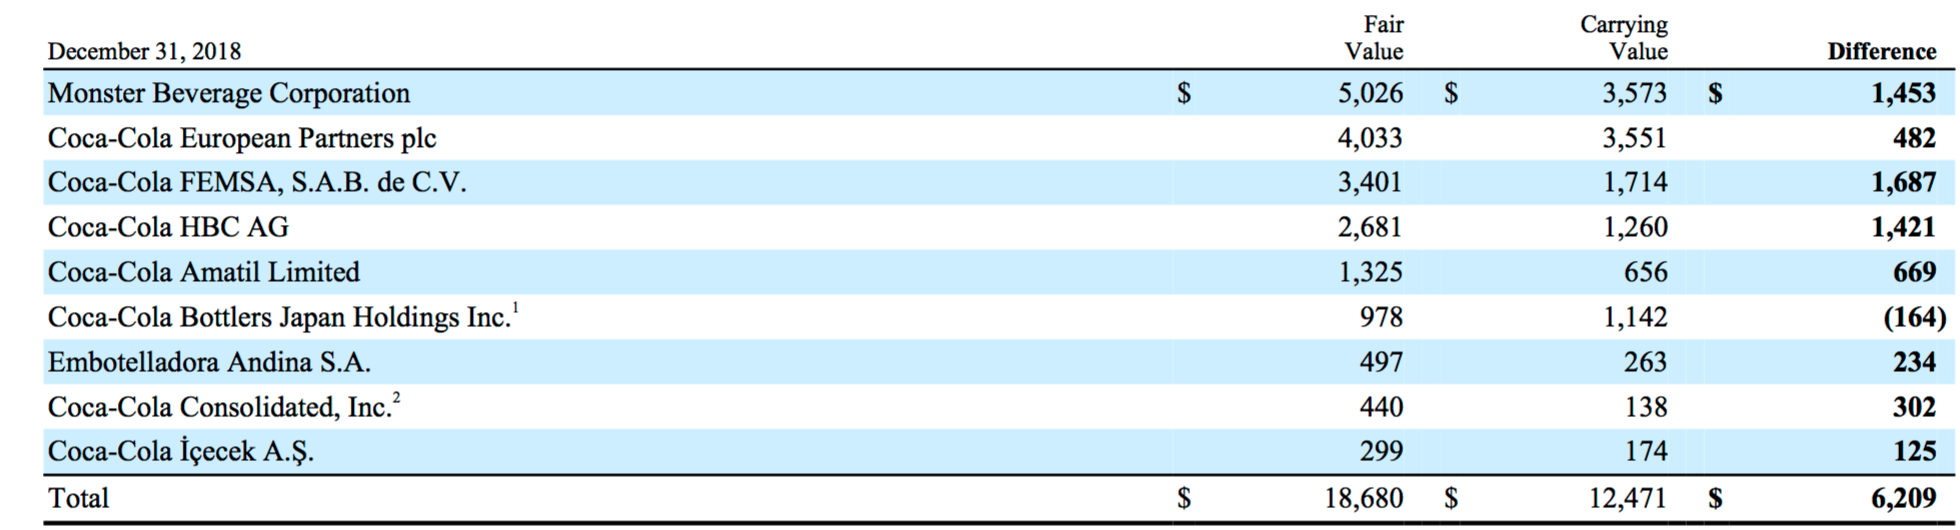 Fair Carrying
December 31, 2018 Value Value Difference
Monster Beverage Corporation $ 5,026 $ 3,573 $ 1,453
Coca-Cola European Partners plc 4,033 3,551 482
Coca-Cola FEMSA, S.A.B. de C.V. 3,401 1,714 1,687
Coca-Cola HBC AG 2,681 1,260 1,421
Coca-Cola Amatil Limited 1,325 656 669
Coca-Cola Bottlers Japan Holdings Inc.¹ 978 1,142 (164)
Embotelladora Andina S.A. 497 263 234
Coca-Cola Consolidated, Inc.² 440 138 302
Coca-Cola İçecek A.Ş. 299 174 125
Total $ 18,680 $ 12,471 $ 6,209